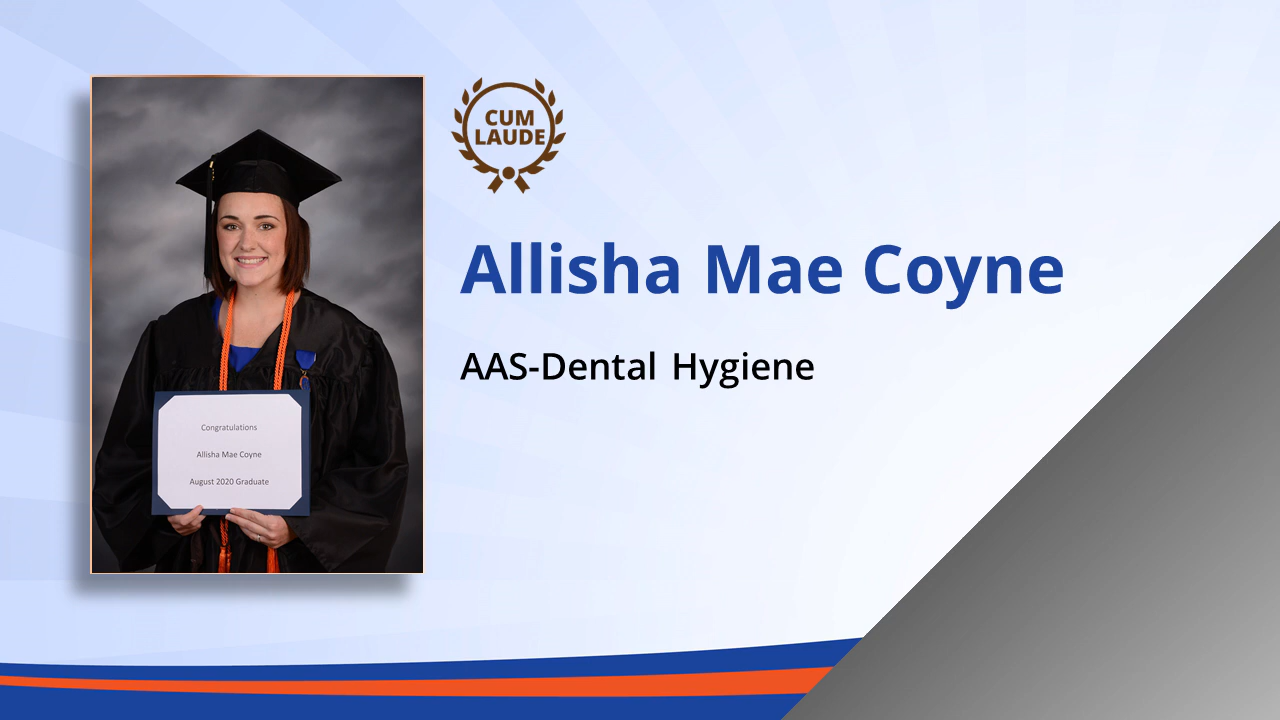 CUM
LAUDE
Allisha Mae Coyne
AAS-Dental Hygiene
Congratulations
Allisha Mae Coyne
August 2020 Graduate